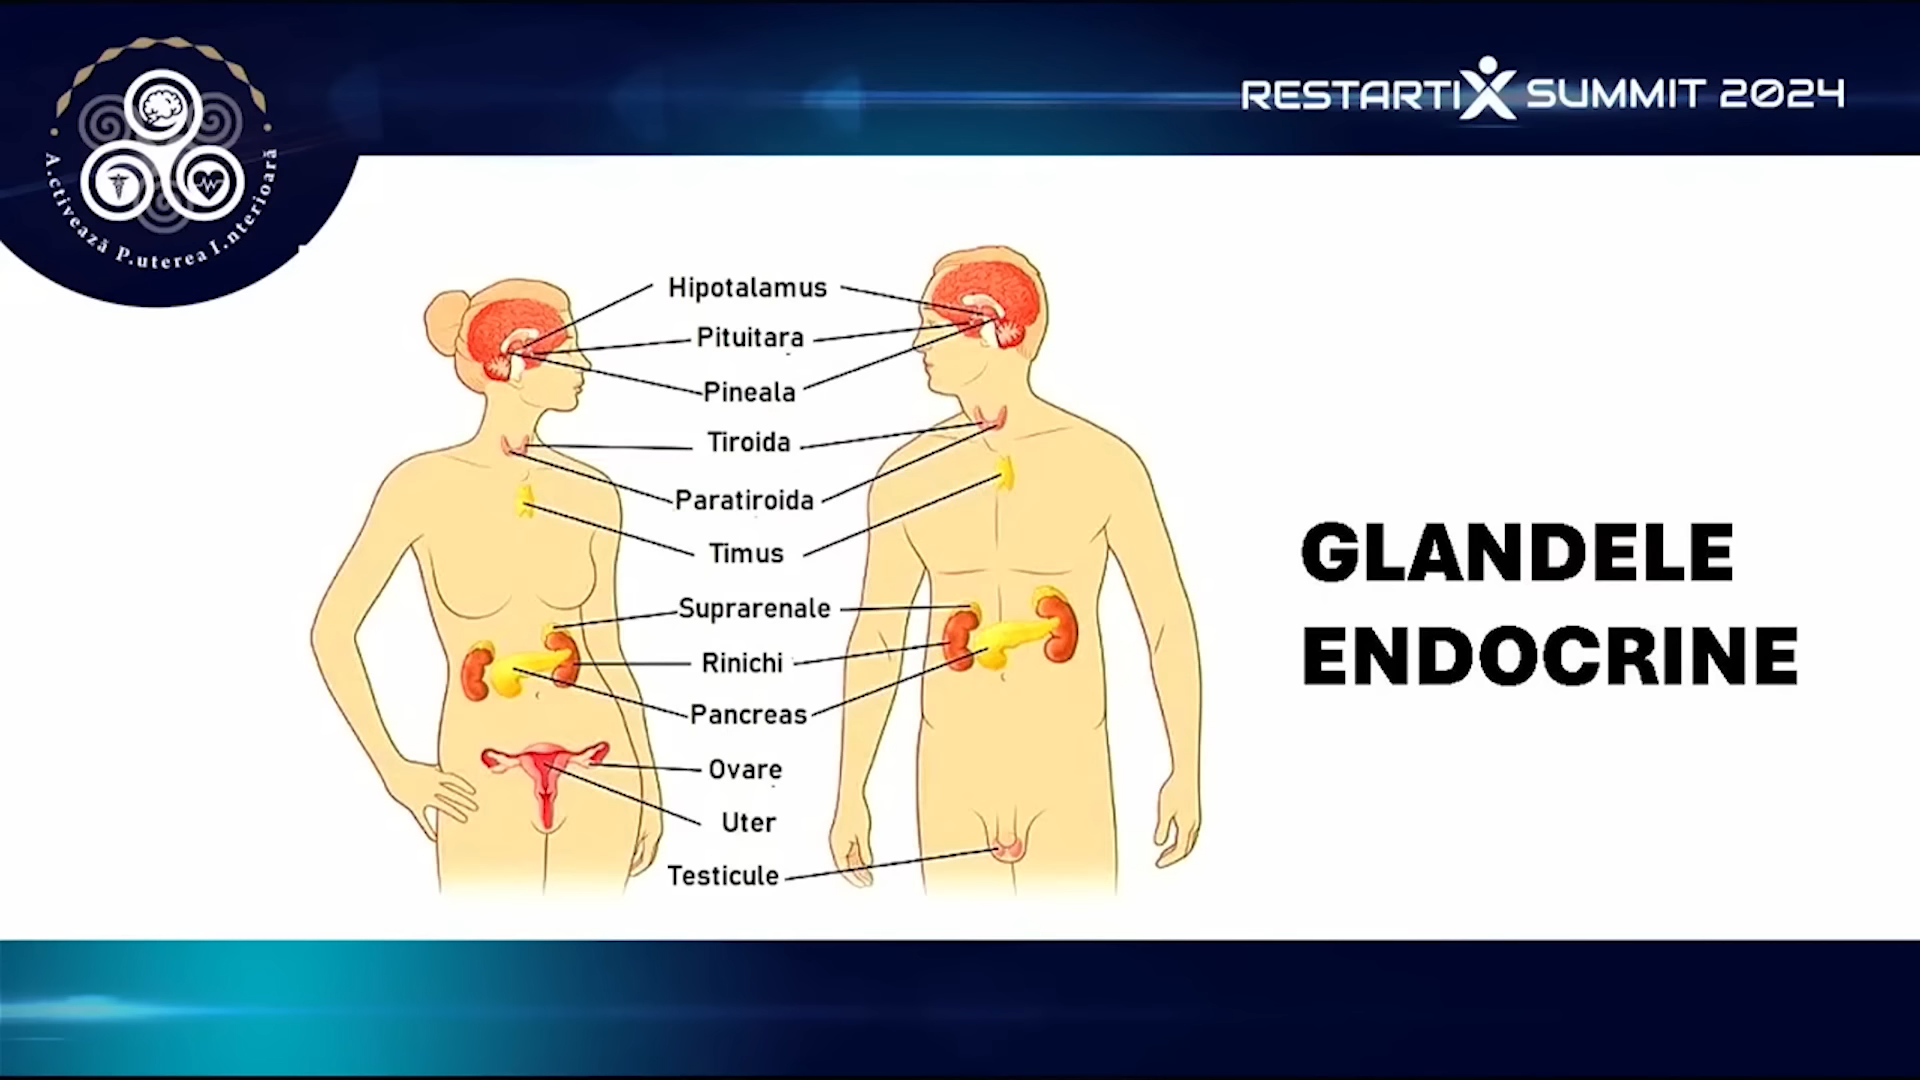 A.ctivează P.uterea I.nterioară
RESTARTIX SUMMIT 2024
Hipotalamus
Pituitara
Pineala
Tiroida
Paratiroida
Timus
Suprarenale
Rinichi
Pancreas
Ovare
Uter
Testicule
GLANDELE
ENDOCRINE